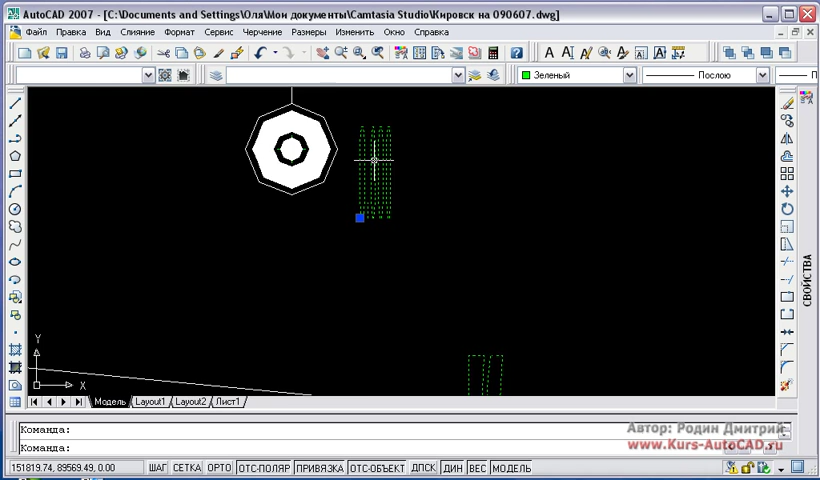 AutoCAD 2007 - [C:\Documents and Settings\Оля\Мои документы\Camtasia Studio\Кировск на 090607.dwg]
Файл Правка Вид Слияние Формат Сервис Черчение Размеры Изменить Окно Справка
Зеленый Послою П
СВОЙСТВА
Y
X
Модель Layout1 Layout2 Лист1
Команда:
Автор: Родин Дмитрий
Команда:
www.Kurs-AutoCAD.ru
151819.74, 89569.49, 0.00 ШАГ СЕТКА ОРТО ОТС-ПОЛЯР ПРИВЯЗКА ОТС-ОБЪЕКТ ДПСК ДИН ВЕС МОДЕЛЬ